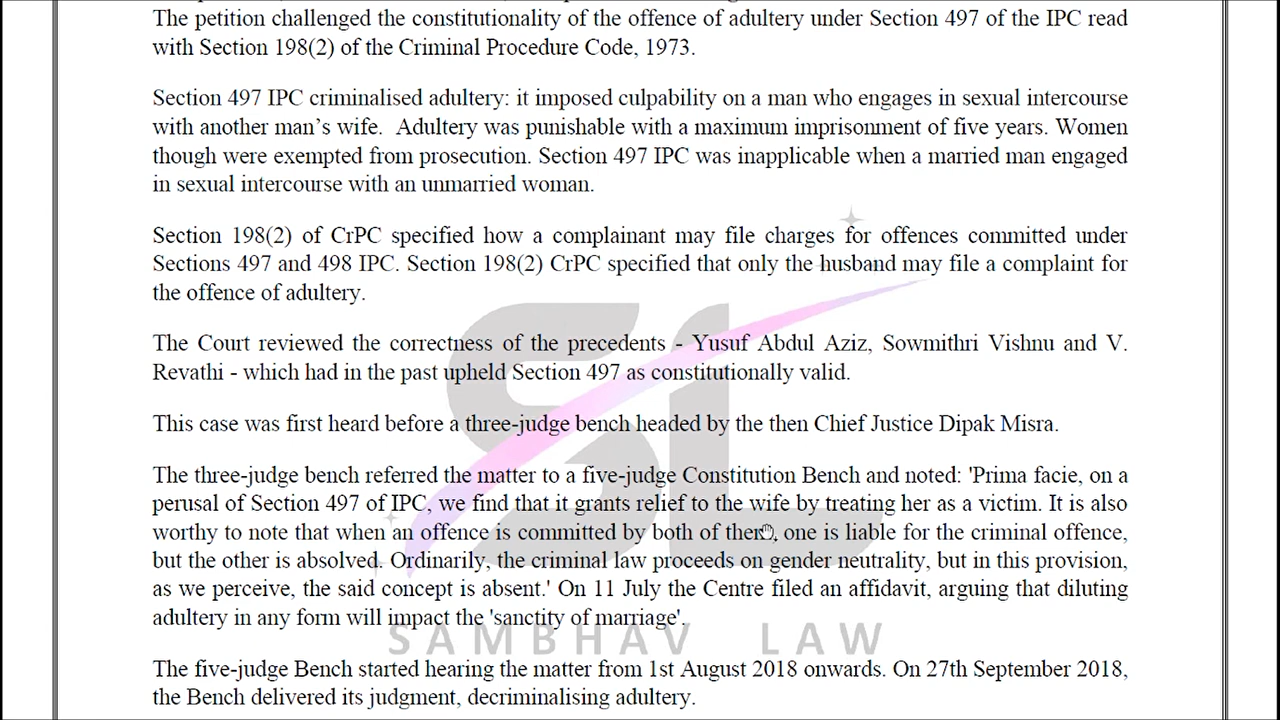 The petition challenged the constitutionality of the offence of adultery under Section 497 of the IPC read
with Section 198(2) of the Criminal Procedure Code, 1973.
Section 497 IPC criminalised adultery: it imposed culpability on a man who engages in sexual intercourse
with another man’s wife.  Adultery was punishable with a maximum imprisonment of five years. Women
though were exempted from prosecution. Section 497 IPC was inapplicable when a married man engaged
in sexual intercourse with an unmarried woman.
Section 198(2) of CrPC specified how a complainant may file charges for offences committed under
Sections 497 and 498 IPC. Section 198(2) CrPC specified that only the husband may file a complaint for
the offence of adultery.
The Court reviewed the correctness of the precedents - Yusuf Abdul Aziz, Sowmithri Vishnu and V.
Revathi - which had in the past upheld Section 497 as constitutionally valid.
This case was first heard before a three-judge bench headed by the then Chief Justice Dipak Misra.
The three-judge bench referred the matter to a five-judge Constitution Bench and noted: 'Prima facie, on a
perusal of Section 497 of IPC, we find that it grants relief to the wife by treating her as a victim. It is also
worthy to note that when an offence is committed by both of them, one is liable for the criminal offence,
but the other is absolved. Ordinarily, the criminal law proceeds on gender neutrality, but in this provision,
as we perceive, the said concept is absent.' On 11 July the Centre filed an affidavit, arguing that diluting
adultery in any form will impact the 'sanctity of marriage'.
SAMBHAV LAW
The five-judge Bench started hearing the matter from 1st August 2018 onwards. On 27th September 2018,
the Bench delivered its judgment, decriminalising adultery.